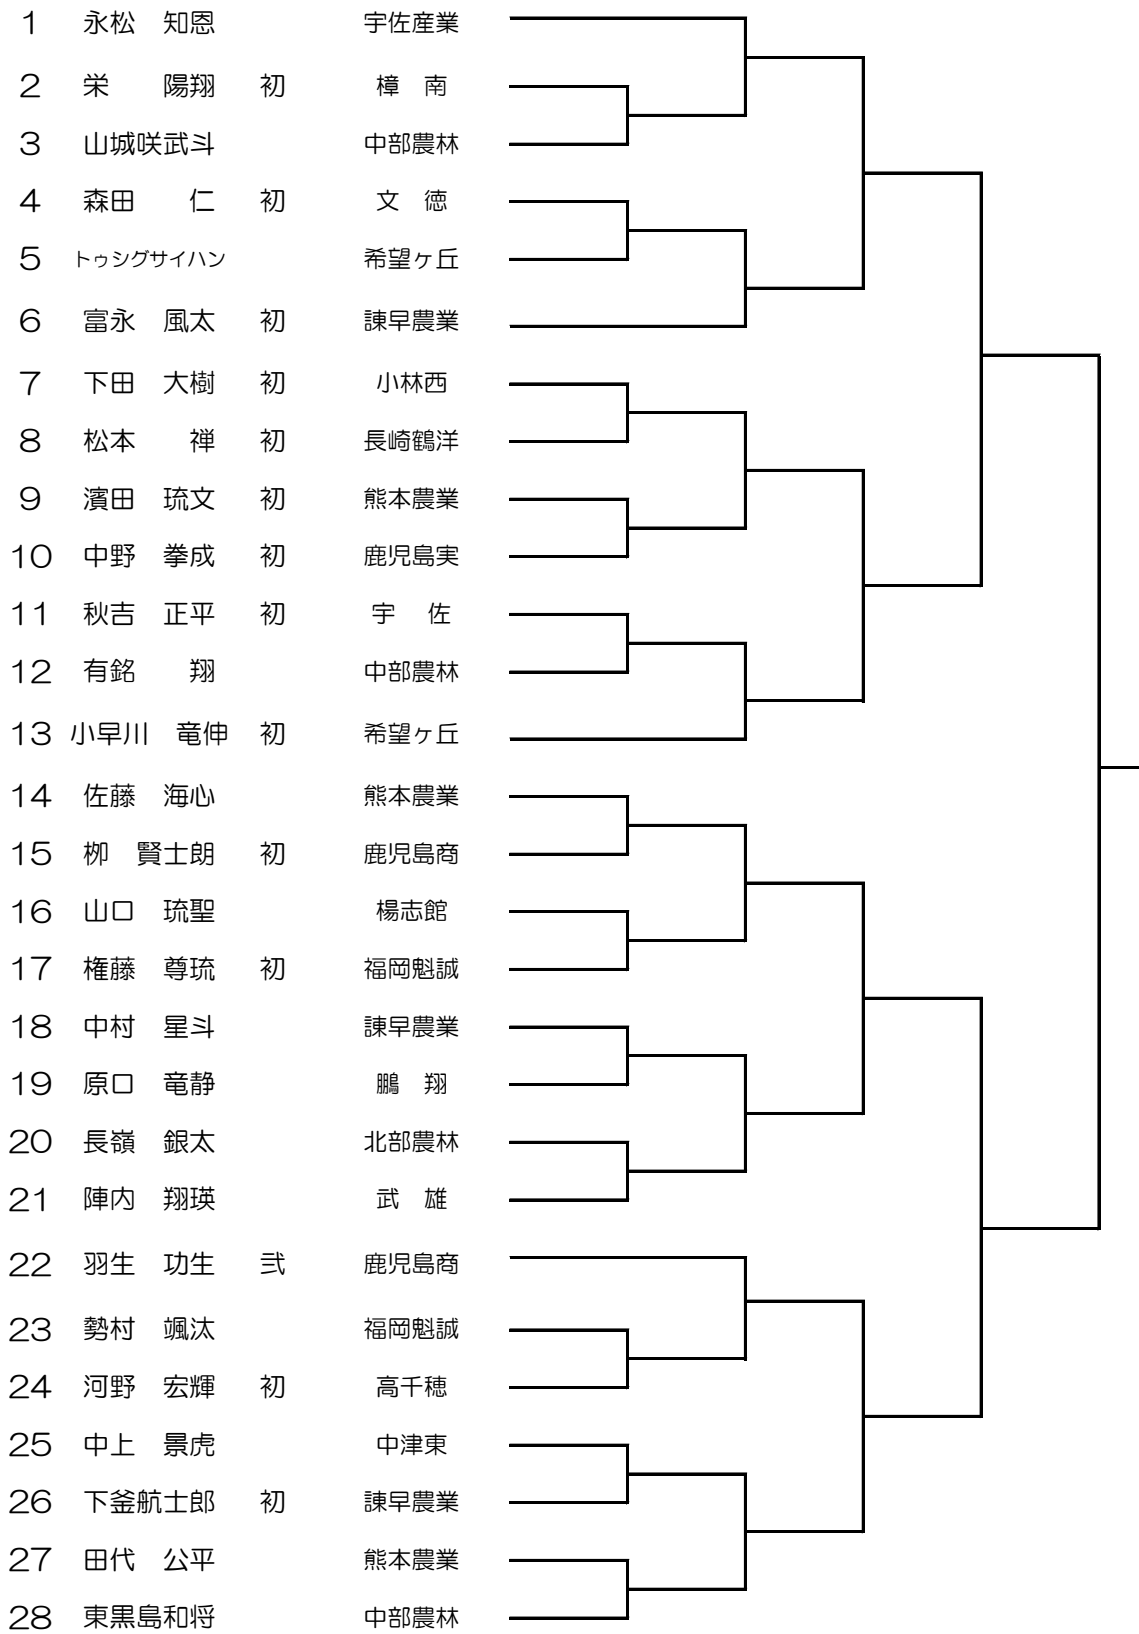 1 永松　知恩 宇佐産業
2 栄　　陽翔 初 樟　南
3 山城咲武斗 中部農林
4 森田　　仁 初 文　徳
5 トゥシグサイハン 希望ヶ丘
6 富永　風太 初 諫早農業
7 下田　大樹 初 小林西
8 松本　　禅 初 長崎鶴洋
9 濱田　琉文 初 熊本農業
10 中野　拳成 初 鹿児島実
11 秋吉　正平 初 宇　佐
12 有銘　　翔 中部農林
13 小早川　竜伸 初 希望ヶ丘
14 佐藤　海心 熊本農業
15 栁　賢士朗 初 鹿児島商
16 山口　琉聖 楊志館
17 権藤　尊琉 初 福岡魁誠
18 中村　星斗 諫早農業
19 原口　竜静 鵬　翔
20 長嶺　銀太 北部農林
21 陣内　翔瑛 武　雄
22 羽生　功生 弐 鹿児島商
23 勢村　颯汰 福岡魁誠
24 河野　宏輝 初 高千穂
25 中上　景虎 中津東
26 下釜航士郎 初 諫早農業
27 田代　公平 熊本農業
28 東黒島和将 中部農林